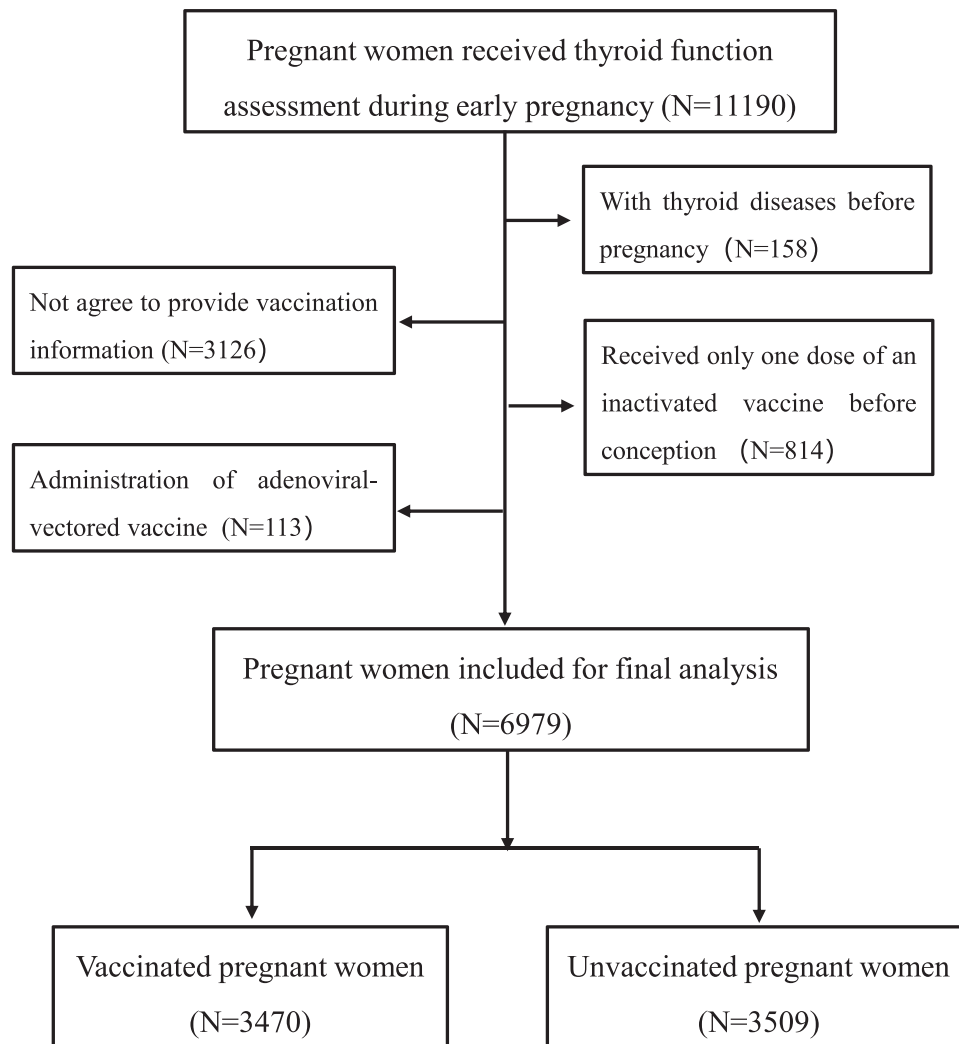 Pregnant women received thyroid function
assessment during early pregnancy (N=11190)
With thyroid diseases before
pregnancy (N=158)
Not agree to provide vaccination
information (N=3126)
Received only one dose of an
inactivated vaccine before
conception (N=814)
Administration of adenoviral-
vectored vaccine (N=113)
Pregnant women included for final analysis
(N=6979)
Vaccinated pregnant women
(N=3470)
Unvaccinated pregnant women
(N=3509)